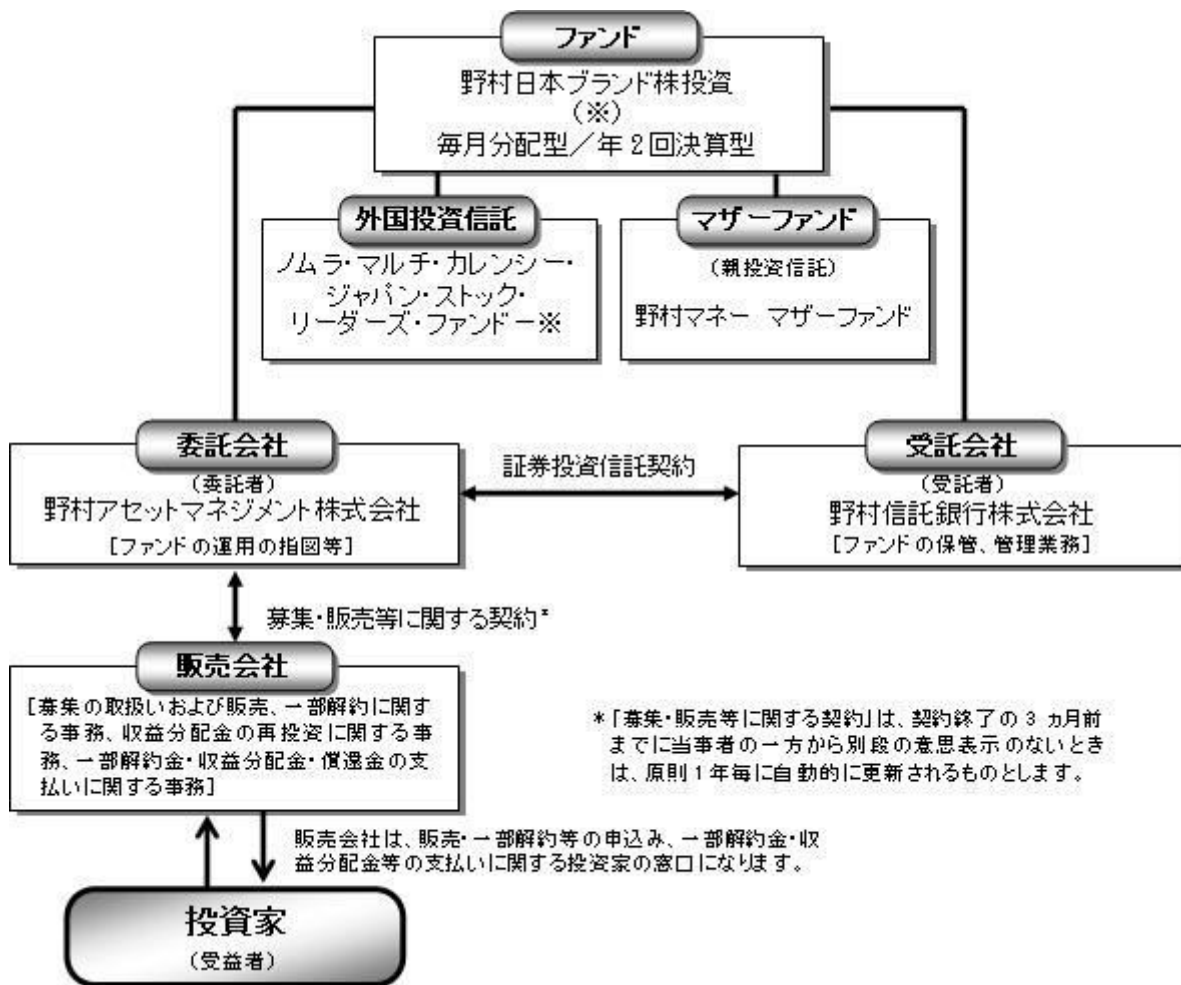 ファンド
野村日本ブランド株投資
(※)
毎月分配型／年2回決算型
外国投資信託
ノムラ・マルチ・カレンシー・
ジャパン・ストック・
リーダーズ・ファンドー※
マザーファンド
(親投資信託)
野村マネー マザーファンド
委託会社
(委託者)
野村アセットマネジメント株式会社
[ファンドの運用の指図等]
証券投資信託契約
受託会社
(受託者)
野村信託銀行株式会社
[ファンドの保管、管理業務]
募集・販売等に関する契約*
販売会社
[募集の取扱いおよび販売、一部解約に関す
る事務、収益分配金の再投資に関する事
務、一部解約金・収益分配金・償還金の支
払いに関する事務]
*「募集・販売等に関する契約」は、契約終了の3ヵ月前
までに当事者の一方から別段の意思表示のないとき
は、原則1年毎に自動的に更新されるものとします。
販売会社は、販売・一部解約等の申込み、一部解約金・収
益分配金等の支払いに関する投資家の窓口になります。
投資家
(受益者)